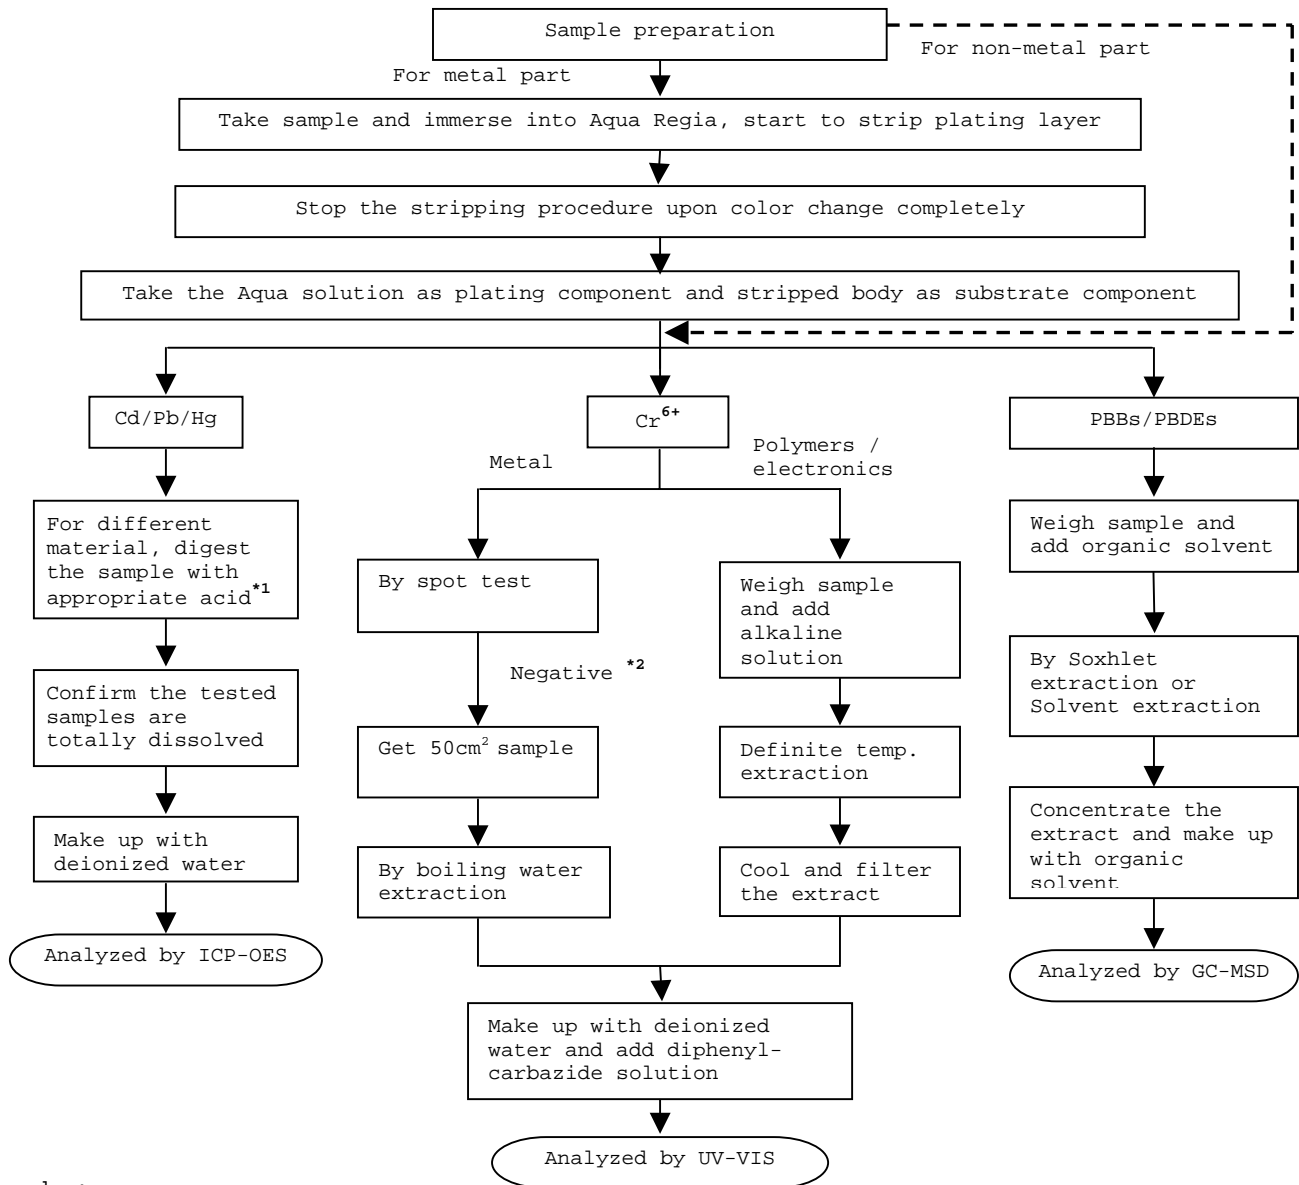 Sample preparation
For non-metal part
For metal part
Take sample and immerse into Aqua Regia, start to strip plating layer
Stop the stripping procedure upon color change completely
Take the Aqua solution as plating component and stripped body as substrate component
Cd/Pb/Hg
Cr⁶⁺
PBBs/PBDEs
Metal
Polymers /
electronics
For different
material, digest
the sample with
appropriate acid*1
By spot test
Weigh sample
and add
alkaline
solution
Weigh sample and
add organic solvent
Negative *2
Confirm the tested
samples are
totally dissolved
Get 50cm² sample
Definite temp.
extraction
By Soxhlet
extraction or
Solvent extraction
Make up with
deionized water
By boiling water
extraction
Cool and filter
the extract
Concentrate the
extract and make up
with organic
solvent
Analyzed by ICP-OES
Analyzed by GC-MSD
Make up with deionized
water and add diphenyl-
carbazide solution
Analyzed by UV-VIS